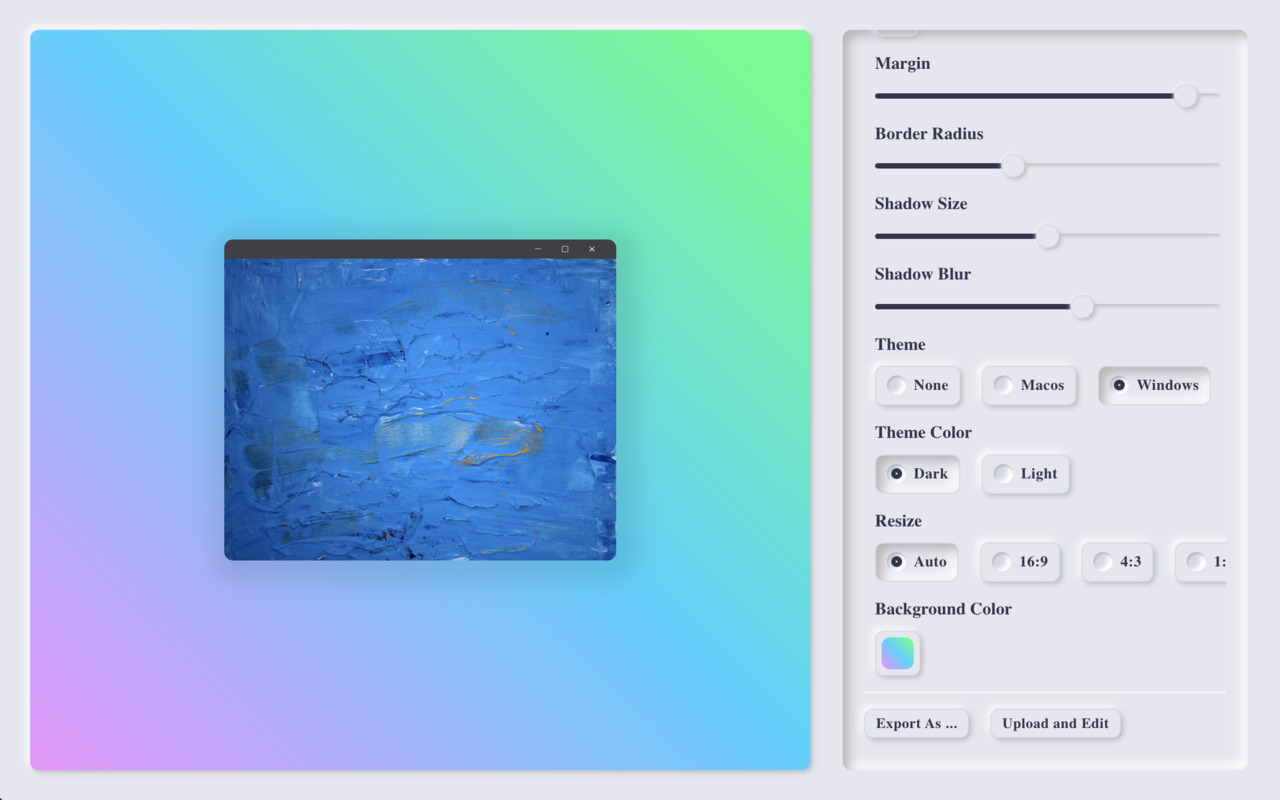 Margin
Border Radius
Shadow Size
Shadow Blur
Theme
None Macos Windows
Theme Color
Dark Light
Resize
Auto 16:9 4:3 1:
Background Color
Export As ... Upload and Edit